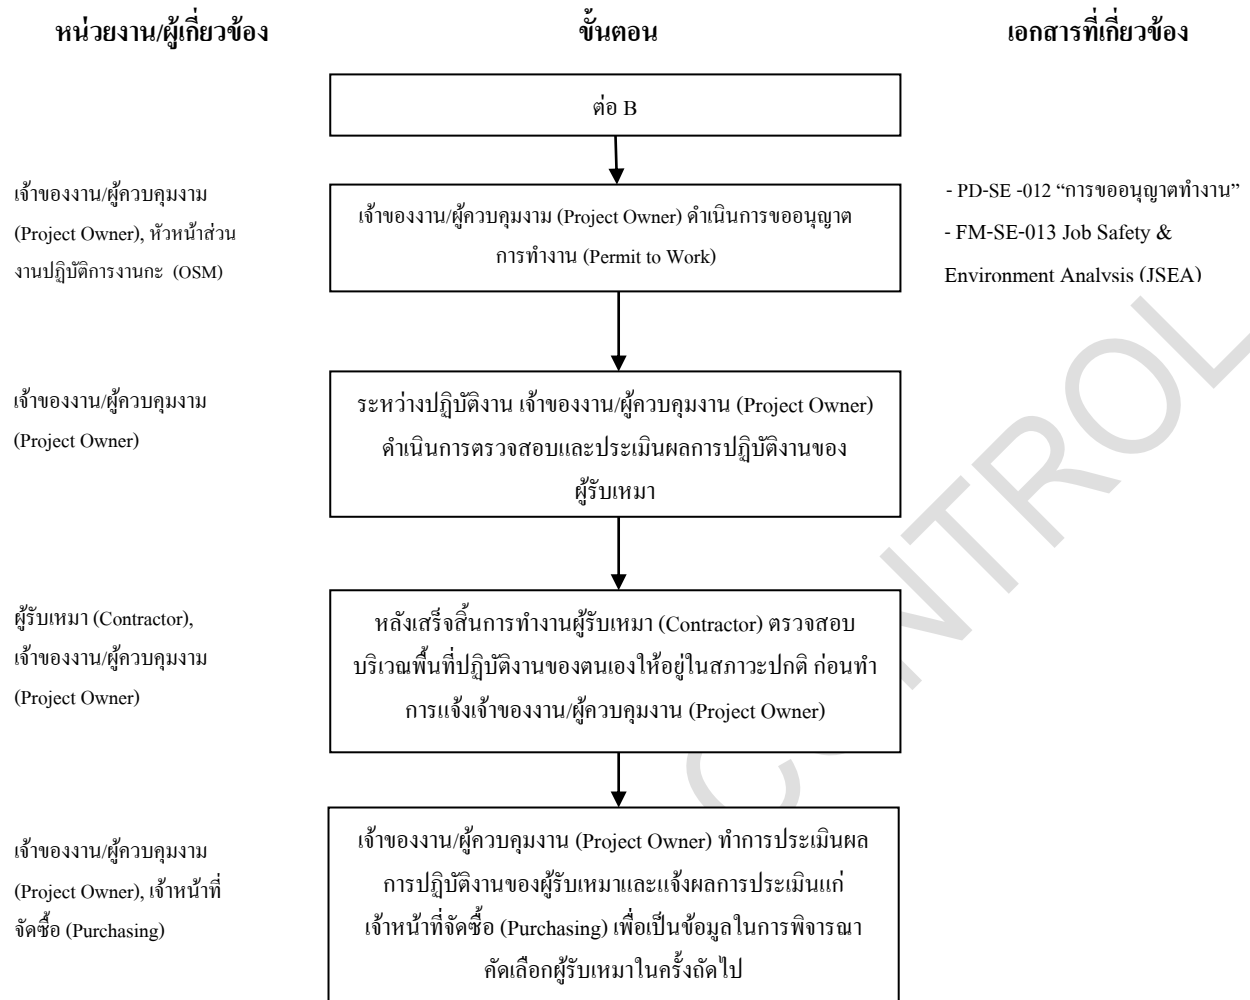 หน่วยงาน/ผู้เกี่ยวข้อง
ขั้นตอน
เอกสารที่เกี่ยวข้อง
ต่อ B
เจ้าของงาน/ผู้ควบคุมงาม
(Project Owner), หัวหน้าส่วน
งานปฏิบัติการงานกะ (OSM)
เจ้าของงาน/ผู้ควบคุมงาม (Project Owner) ดำเนินการขออนุญาต
การทำงาน (Permit to Work)
- PD-SE -012 “การขออนุญาตทำงาน”
- FM-SE-013 Job Safety &
Environment Analysis (JSEA)
เจ้าของงาน/ผู้ควบคุมงาม
(Project Owner)
ระหว่างปฏิบัติงาน เจ้าของงาน/ผู้ควบคุมงาน (Project Owner)
ดำเนินการตรวจสอบและประเมินผลการปฏิบัติงานของ
ผู้รับเหมา
ผู้รับเหมา (Contractor),
เจ้าของงาน/ผู้ควบคุมงาม
(Project Owner)
หลังเสร็จสิ้นการทำงานผู้รับเหมา (Contractor) ตรวจสอบ
บริเวณพื้นที่ปฏิบัติงานของตนเองให้อยู่ในสภาวะปกติ ก่อนทำ
การแจ้งเจ้าของงาน/ผู้ควบคุมงาน (Project Owner)
เจ้าของงาน/ผู้ควบคุมงาม
(Project Owner), เจ้าหน้าที่
จัดซื้อ (Purchasing)
เจ้าของงาน/ผู้ควบคุมงาน (Project Owner) ทำการประเมินผล
การปฏิบัติงานของผู้รับเหมาและแจ้งผลการประเมินแก่
เจ้าหน้าที่จัดซื้อ (Purchasing) เพื่อเป็นข้อมูลในการพิจารณา
คัดเลือกผู้รับเหมาในครั้งถัดไป
CONTROL